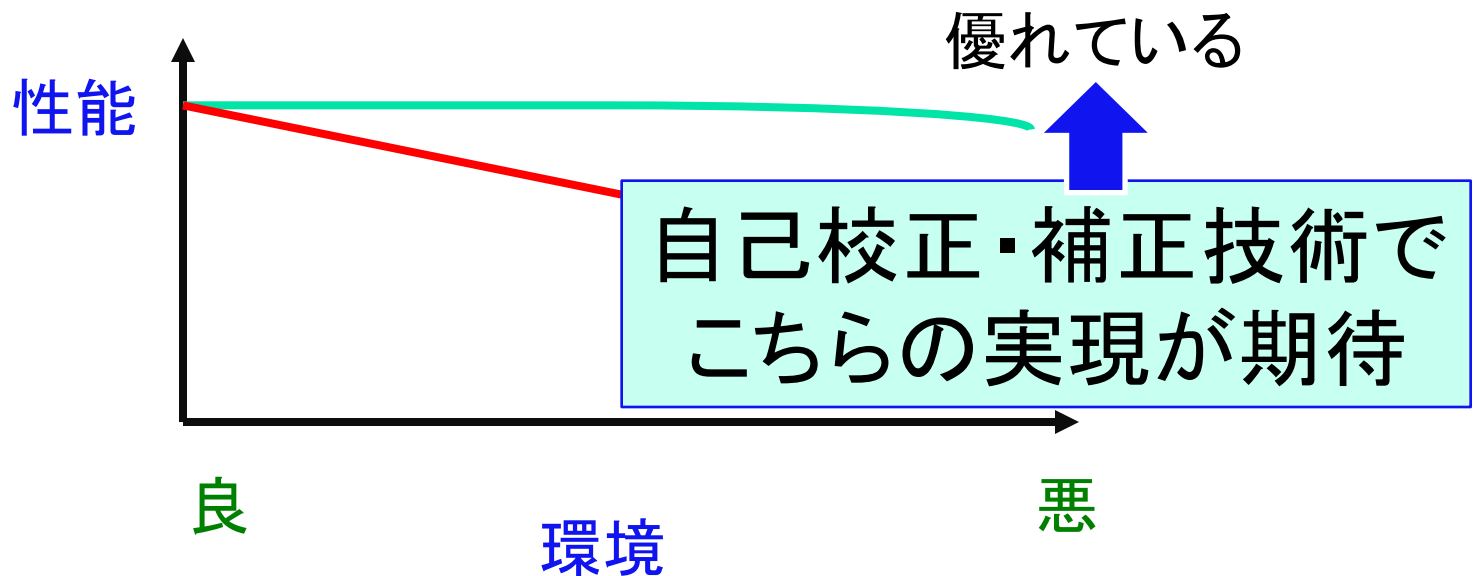 優れている
性能
自己校正・補正技術で
こちらの実現が期待
良
悪
環境